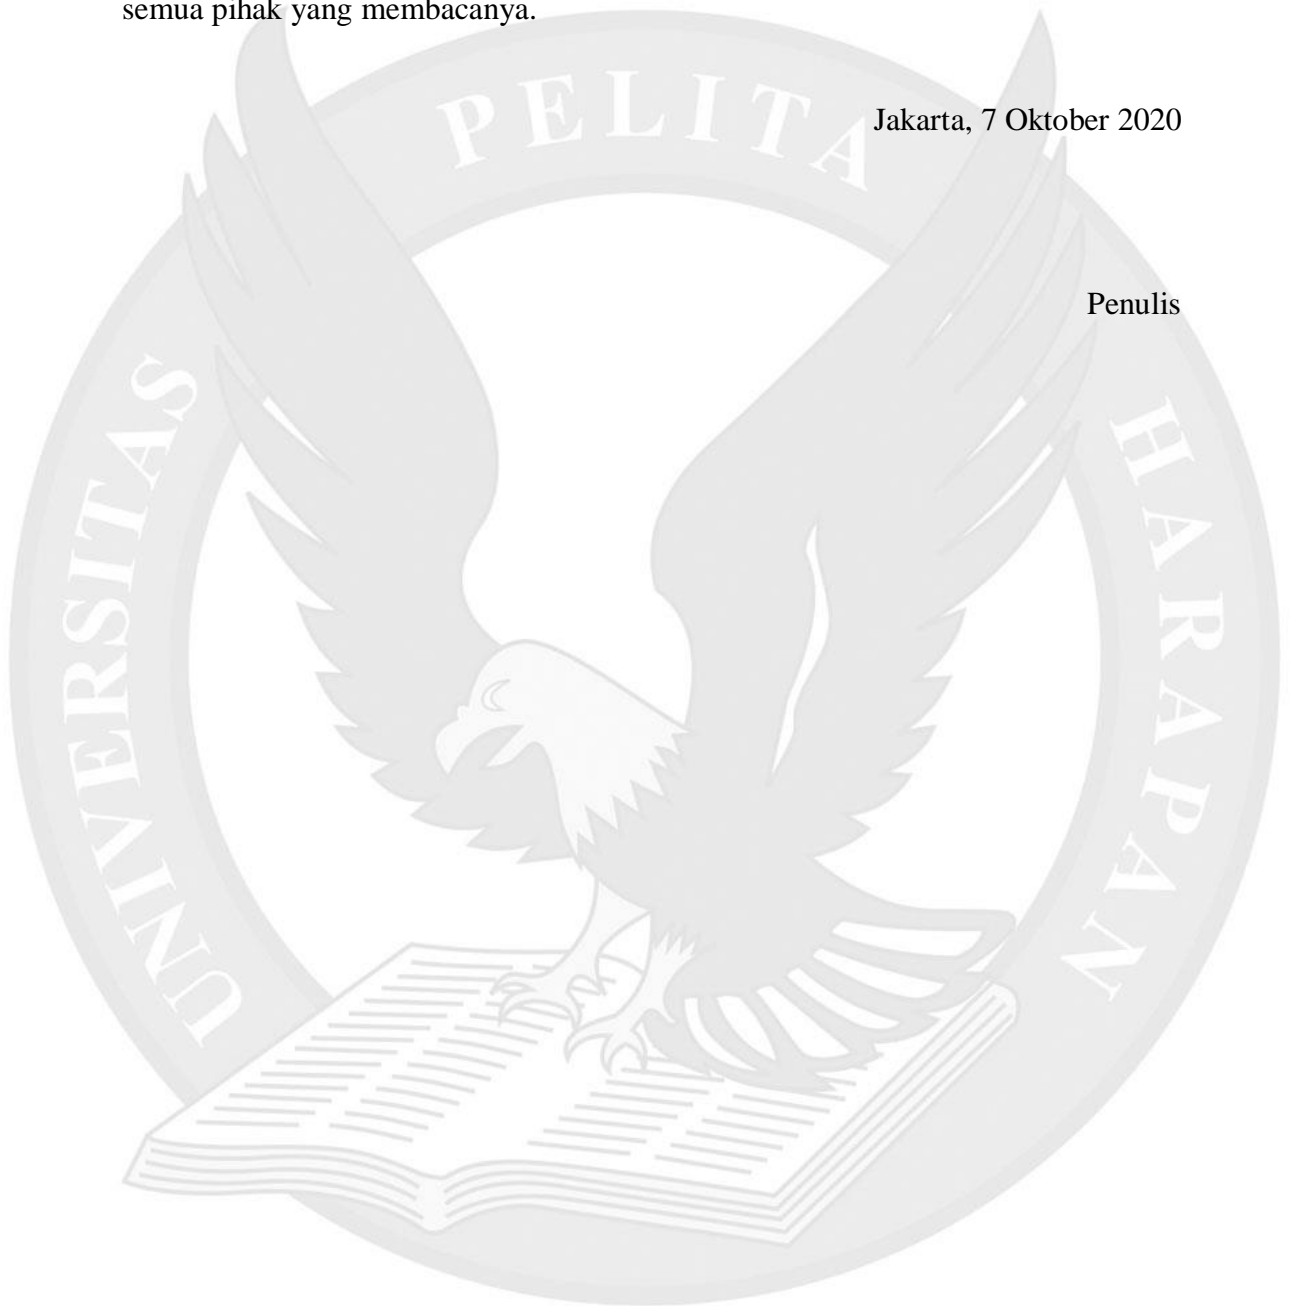 semua pihak yang membacanya.
Jakarta, 7 Oktober 2020
Penulis
UNIVERSITAS PELITA HARAPAN